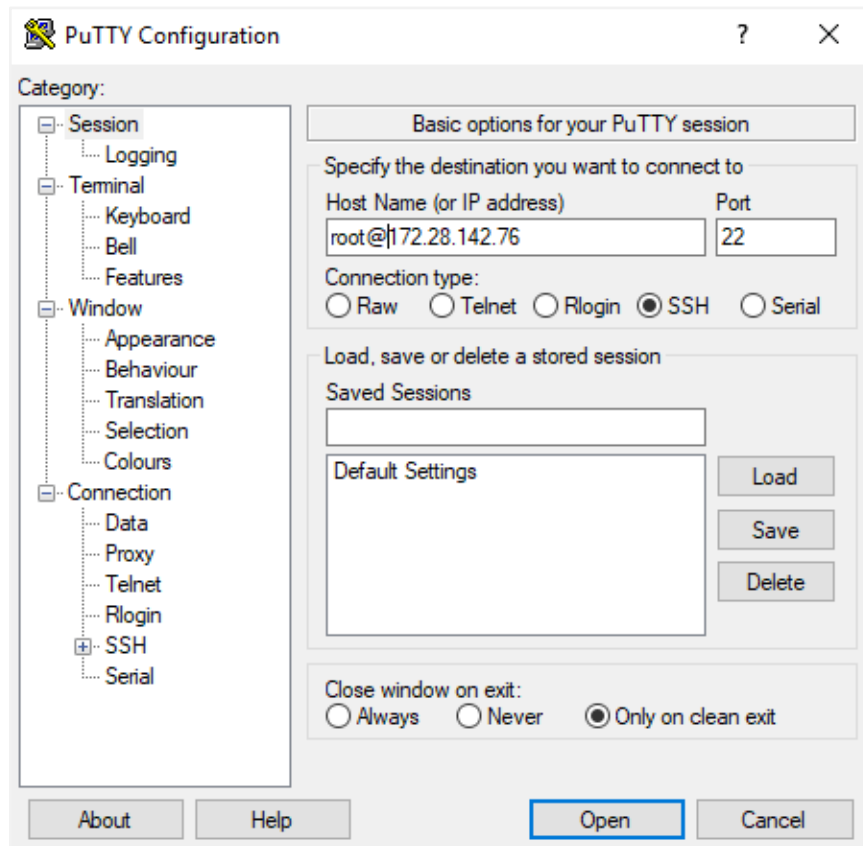 PuTTY Configuration
?
Category:
Session
Logging
Terminal
Keyboard
Bell
Features
Window
Appearance
Behaviour
Translation
Selection
Colours
Connection
Data
Proxy
Telnet
Rlogin
SSH
Serial
Basic options for your PuTTY session
Specify the destination you want to connect to
Host Name (or IP address) Port
root@172.28.142.76 22
Connection type:
Raw Telnet Rlogin SSH Serial
Load, save or delete a stored session
Saved Sessions
Default Settings
Load
Save
Delete
Close window on exit:
Always Never Only on clean exit
About Help Open Cancel